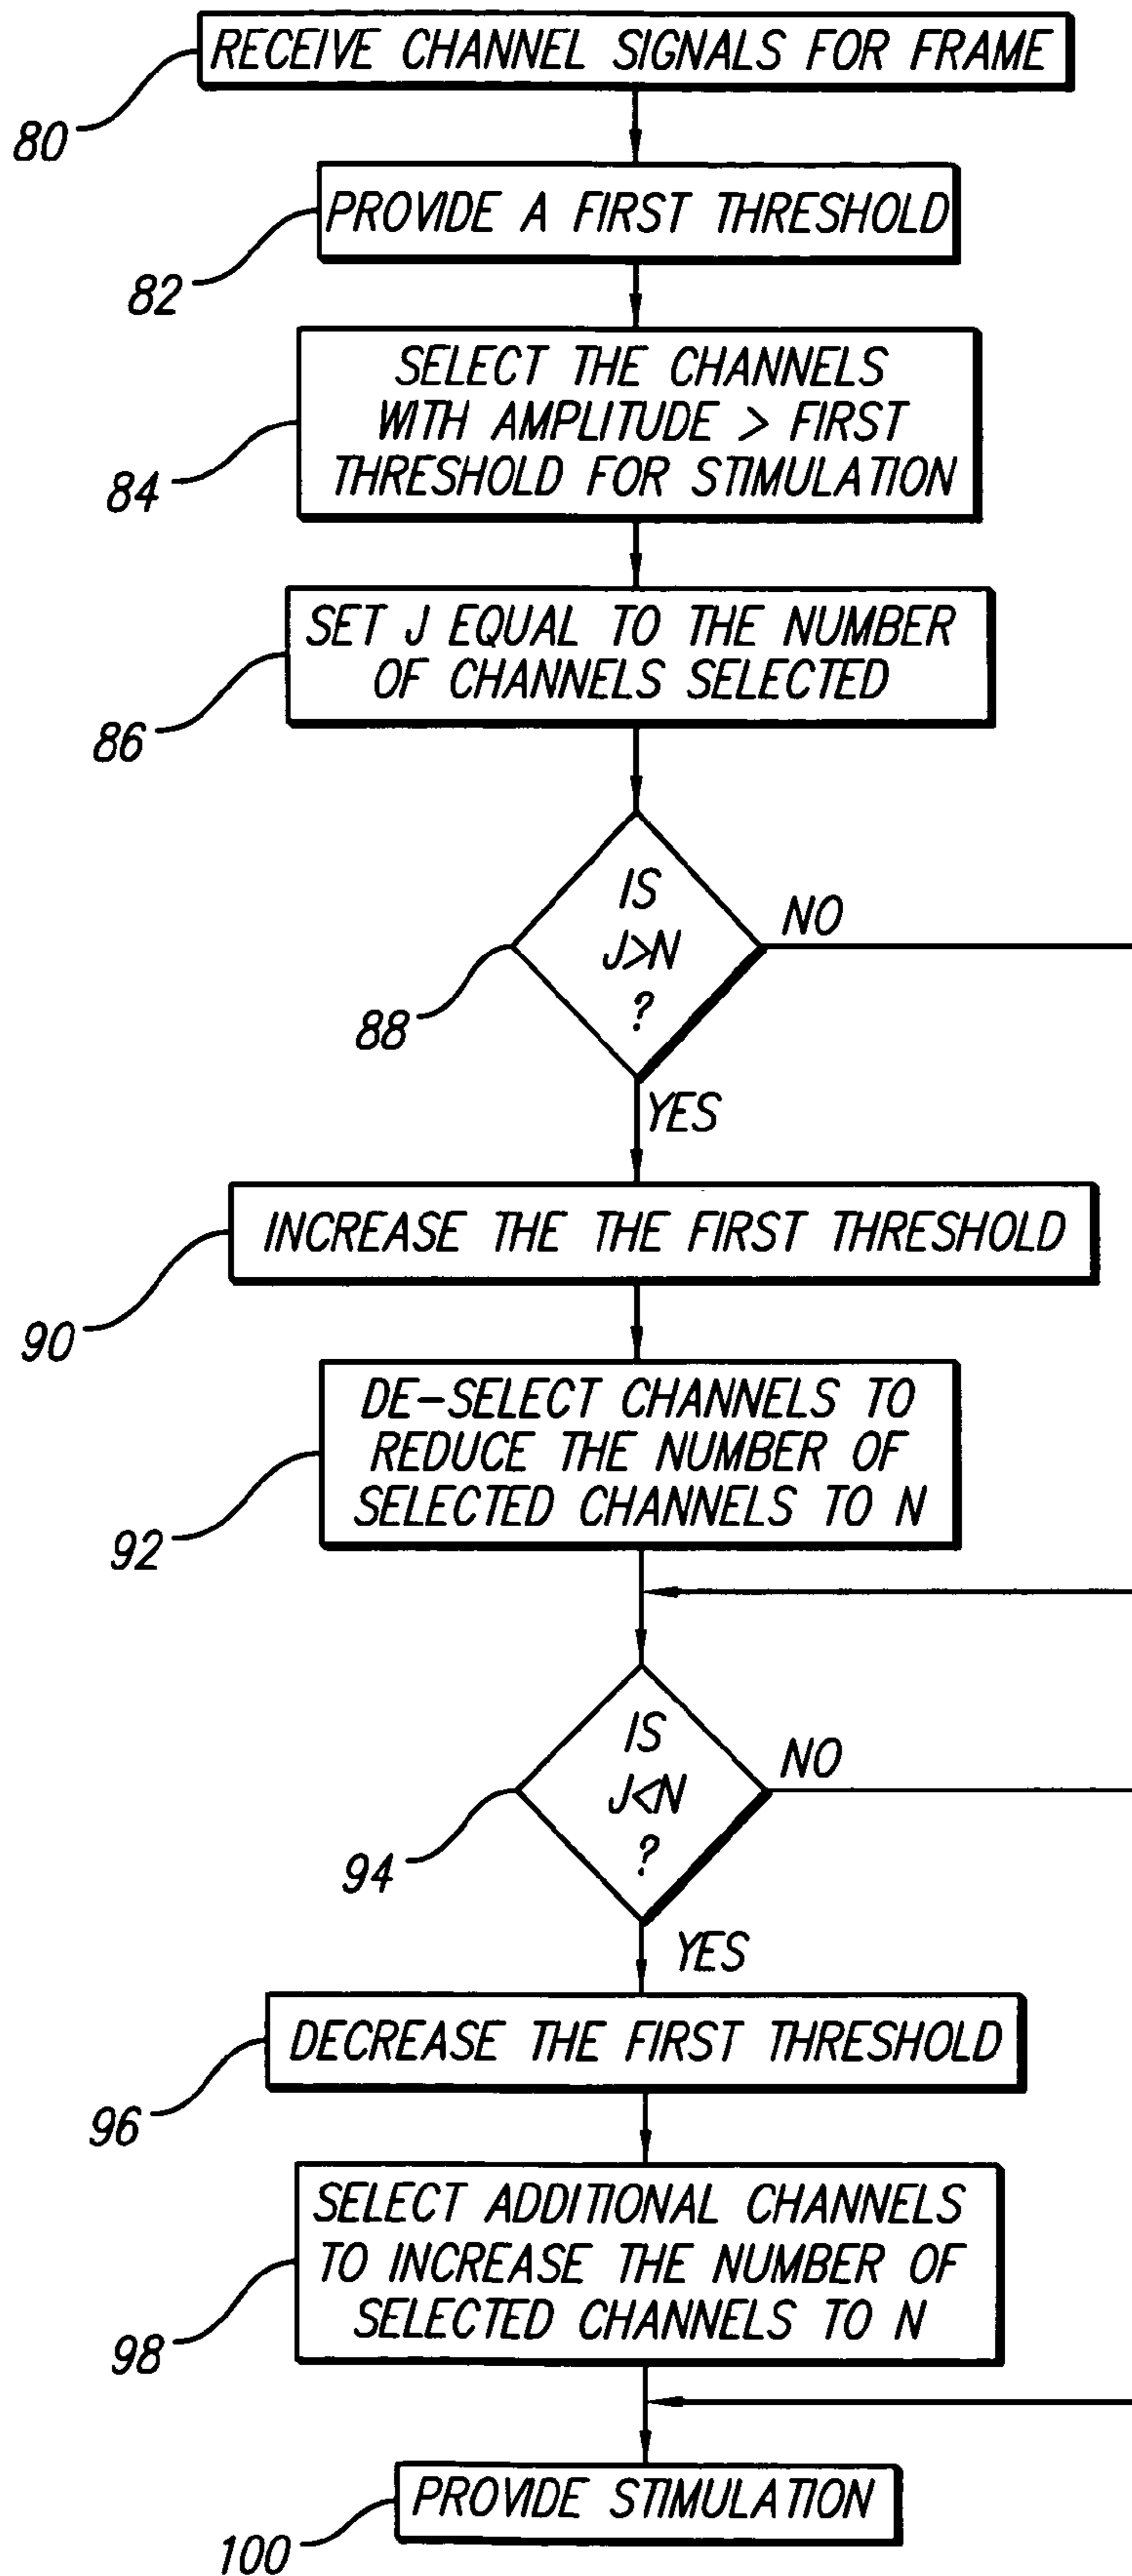 RECEIVE CHANNEL SIGNALS FOR FRAME
80
PROVIDE A FIRST THRESHOLD
82
SELECT THE CHANNELS
WITH AMPLITUDE > FIRST
THRESHOLD FOR STIMULATION
84
SET J EQUAL TO THE NUMBER
OF CHANNELS SELECTED
86
IS
J>N
?
NO
88
YES
INCREASE THE THE FIRST THRESHOLD
90
DE-SELECT CHANNELS TO
REDUCE THE NUMBER OF
SELECTED CHANNELS TO N
92
IS
J<N
?
NO
94
YES
DECREASE THE FIRST THRESHOLD
96
SELECT ADDITIONAL CHANNELS
TO INCREASE THE NUMBER OF
SELECTED CHANNELS TO N
98
PROVIDE STIMULATION
100